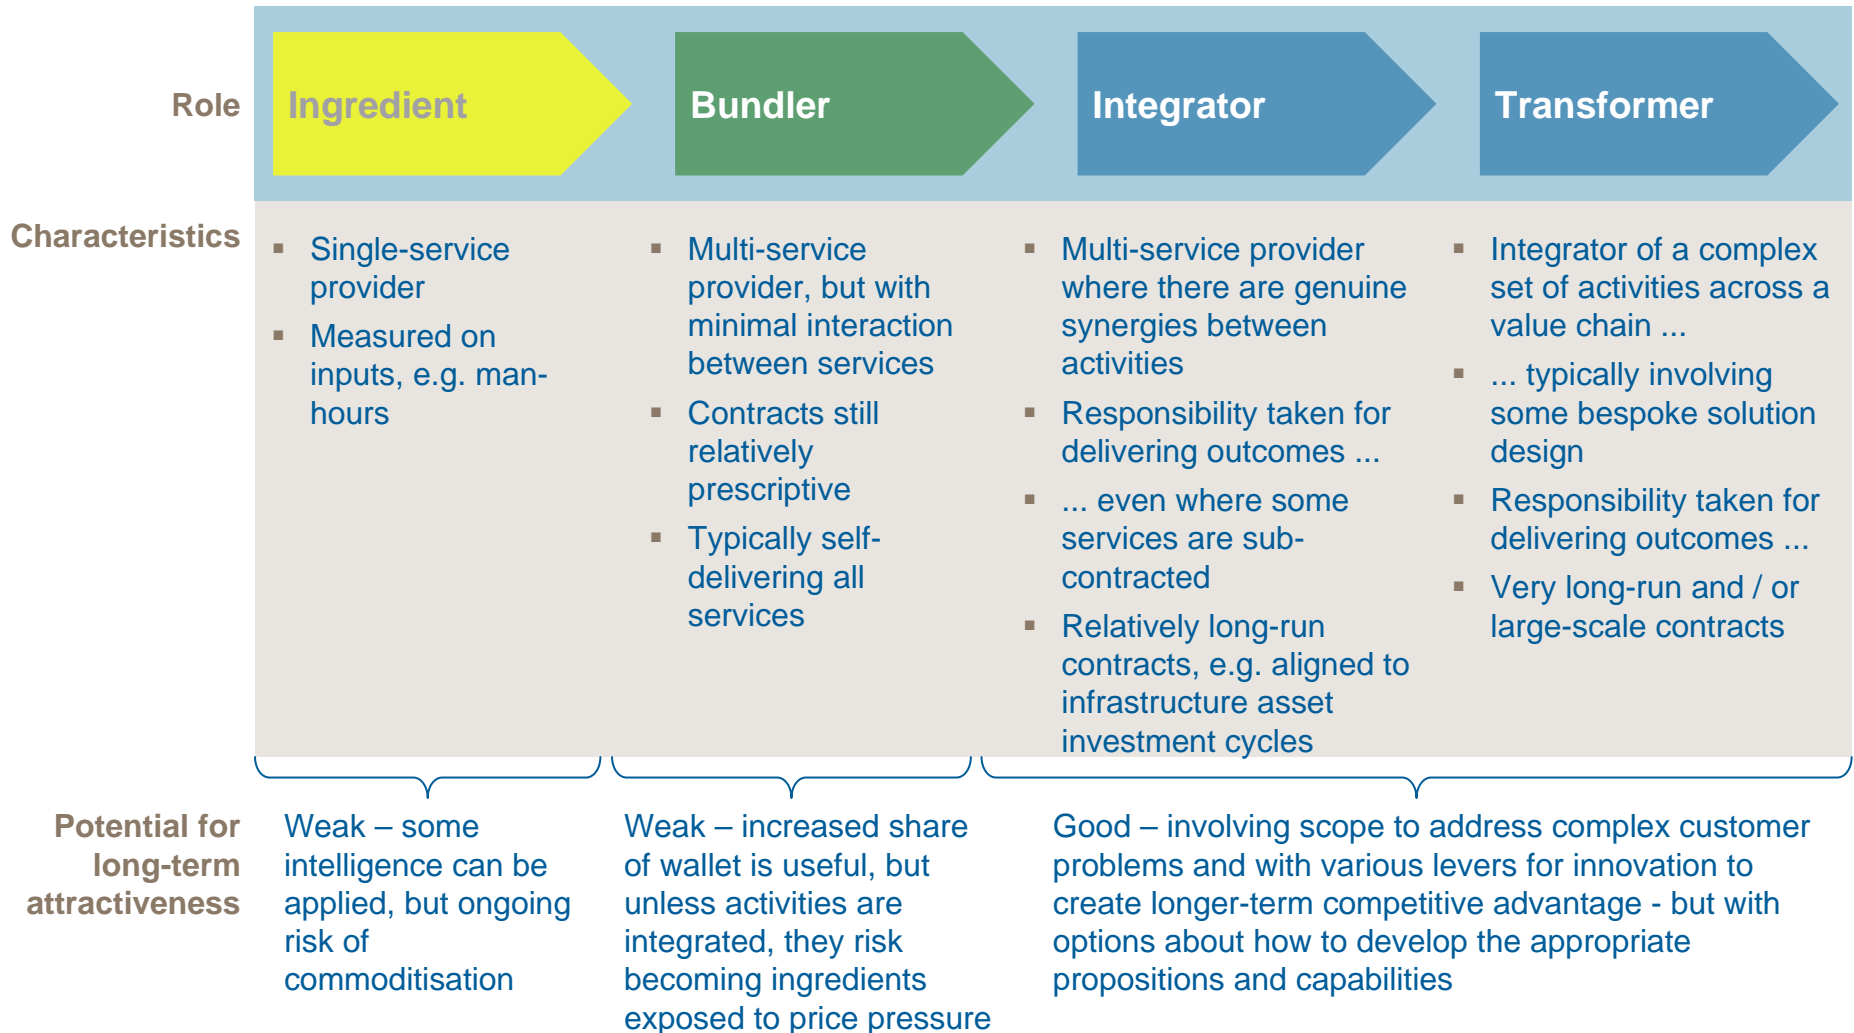 Role
Ingredient
Bundler
Integrator
Transformer
Characteristics
▪ Single-service
provider
▪ Measured on
inputs, e.g. man-
hours
▪ Multi-service
provider, but with
minimal interaction
between services
▪ Contracts still
relatively
prescriptive
▪ Typically self-
delivering all
services
▪ Multi-service provider
where there are genuine
synergies between
activities
▪ Responsibility taken for
delivering outcomes ...
▪ ... even where some
services are sub-
contracted
▪ Relatively long-run
contracts, e.g. aligned to
infrastructure asset
investment cycles
▪ Integrator of a complex
set of activities across a
value chain ...
▪ ... typically involving
some bespoke solution
design
▪ Responsibility taken for
delivering outcomes ...
▪ Very long-run and / or
large-scale contracts
Potential for
long-term
attractiveness
Weak – some
intelligence can be
applied, but ongoing
risk of
commoditisation
Weak – increased share
of wallet is useful, but
unless activities are
integrated, they risk
becoming ingredients
exposed to price pressure
Good – involving scope to address complex customer
problems and with various levers for innovation to
create longer-term competitive advantage - but with
options about how to develop the appropriate
propositions and capabilities